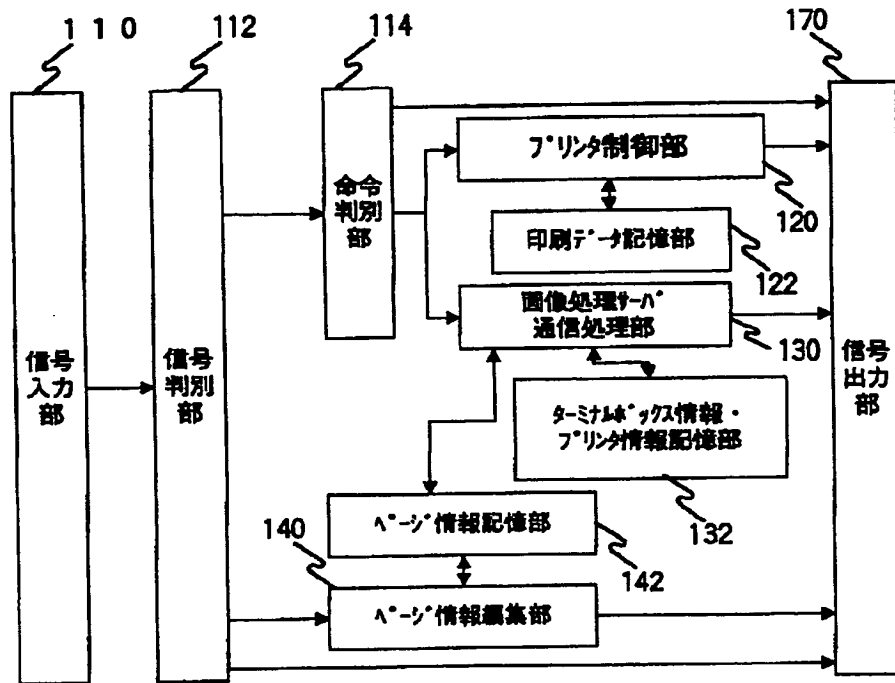 １１０
112
114
170
プリンタ制御部
120
命令
判別
部
印刷データ記憶部
122
画像処理サーバ
通信処理部
130
信号
入力
部
信号
判別
部
信号
出力
部
ターミナルボックス情報・
プリンタ情報記憶部
132
140
ページ情報記憶部
142
ページ情報編集部